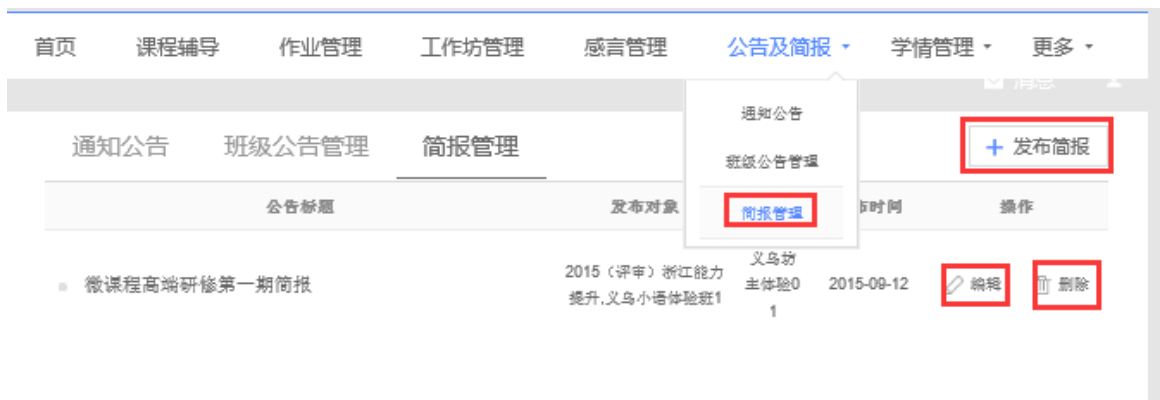 首页 课程辅导 作业管理 工作坊管理 感言管理 公告及简报 学情管理 更多
消息
通知公告
通知公告 班级公告管理 简报管理 + 发布简报
班级公告管理
公告标题 发布对象 简报管理 布时间 操作
微课程高端研修第一期简报 2015（评审）浙江能力
提升,义乌小语体验班1 义乌坊
主体验0
1 2015-09-12 编辑 删除